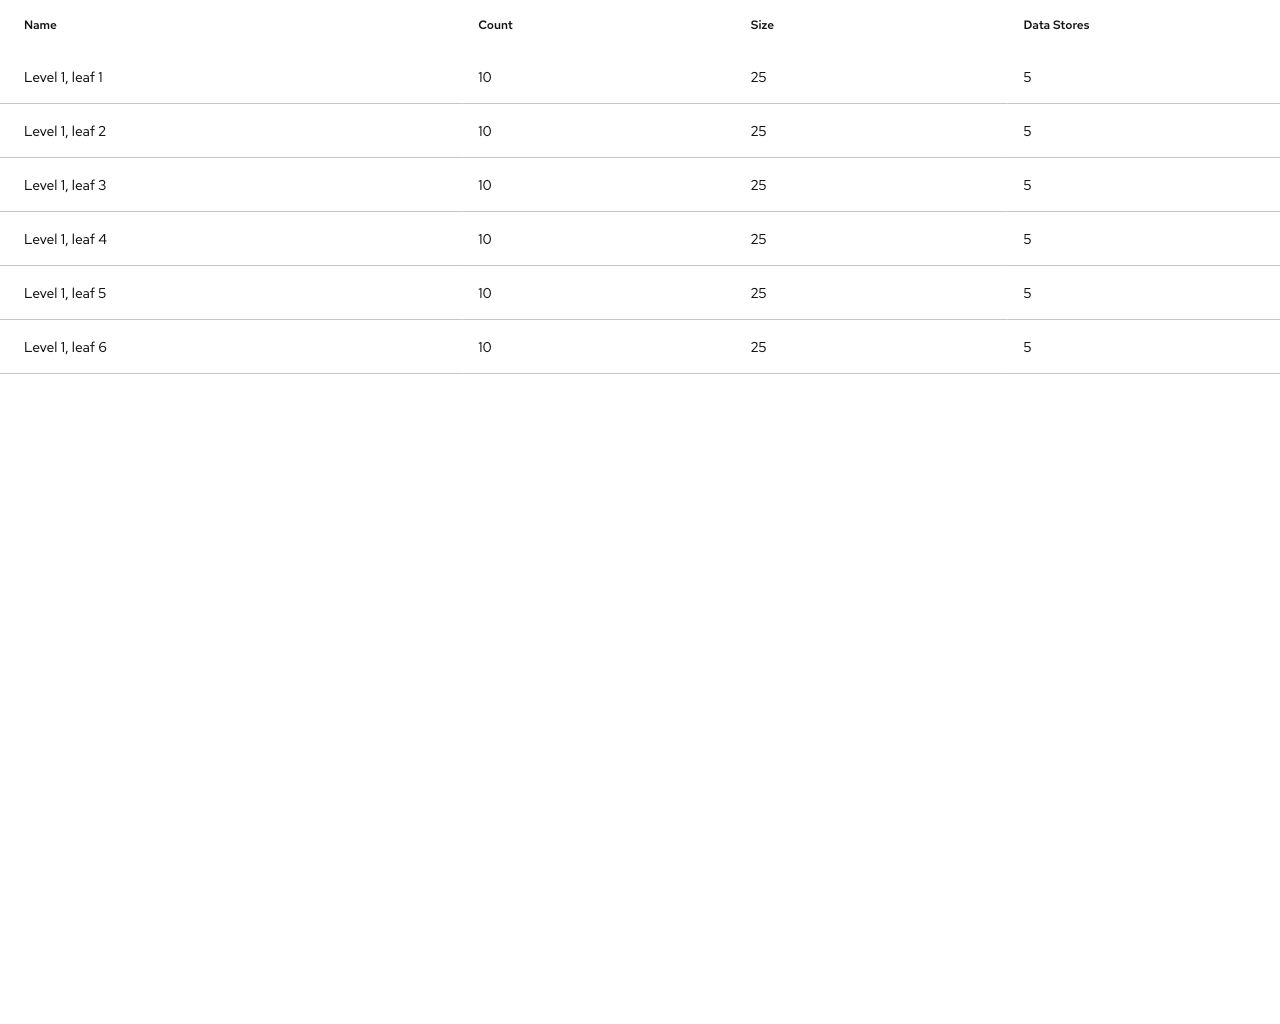 Name Count Size Data Stores
Level 1, leaf 1 10 25 5
Level 1, leaf 2 10 25 5
Level 1, leaf 3 10 25 5
Level 1, leaf 4 10 25 5
Level 1, leaf 5 10 25 5
Level 1, leaf 6 10 25 5